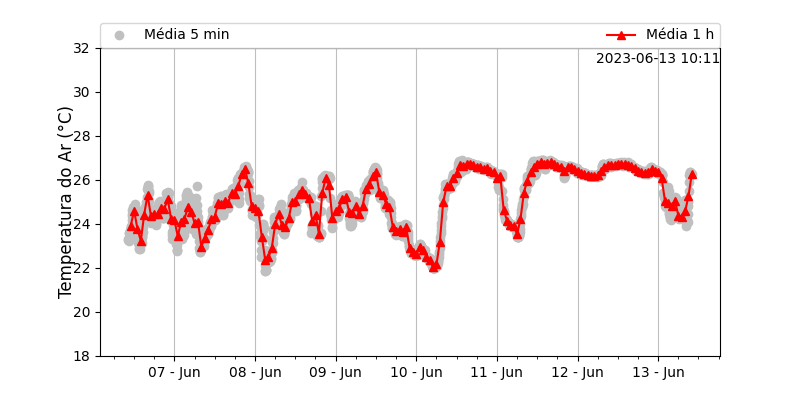 Média 5 min
Média 1 h
2023-06-13 10:11
Temperatura do Ar (°C)
32
30
28
26
24
22
20
18
07 - Jun
08 - Jun
09 - Jun
10 - Jun
11 - Jun
12 - Jun
13 - Jun